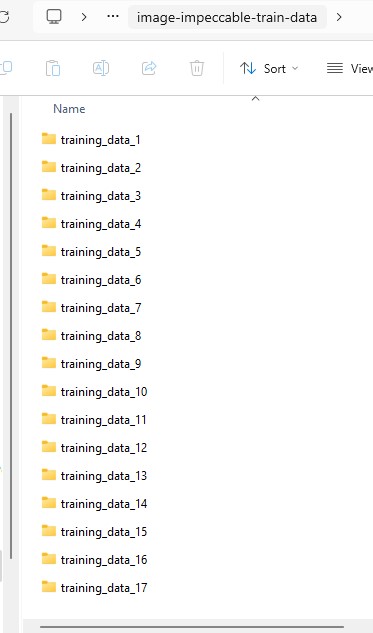 image-impeccable-train-data
Sort
Name
training_data_1
training_data_2
training_data_3
training_data_4
training_data_5
training_data_6
training_data_7
training_data_8
training_data_9
training_data_10
training_data_11
training_data_12
training_data_13
training_data_14
training_data_15
training_data_16
training_data_17